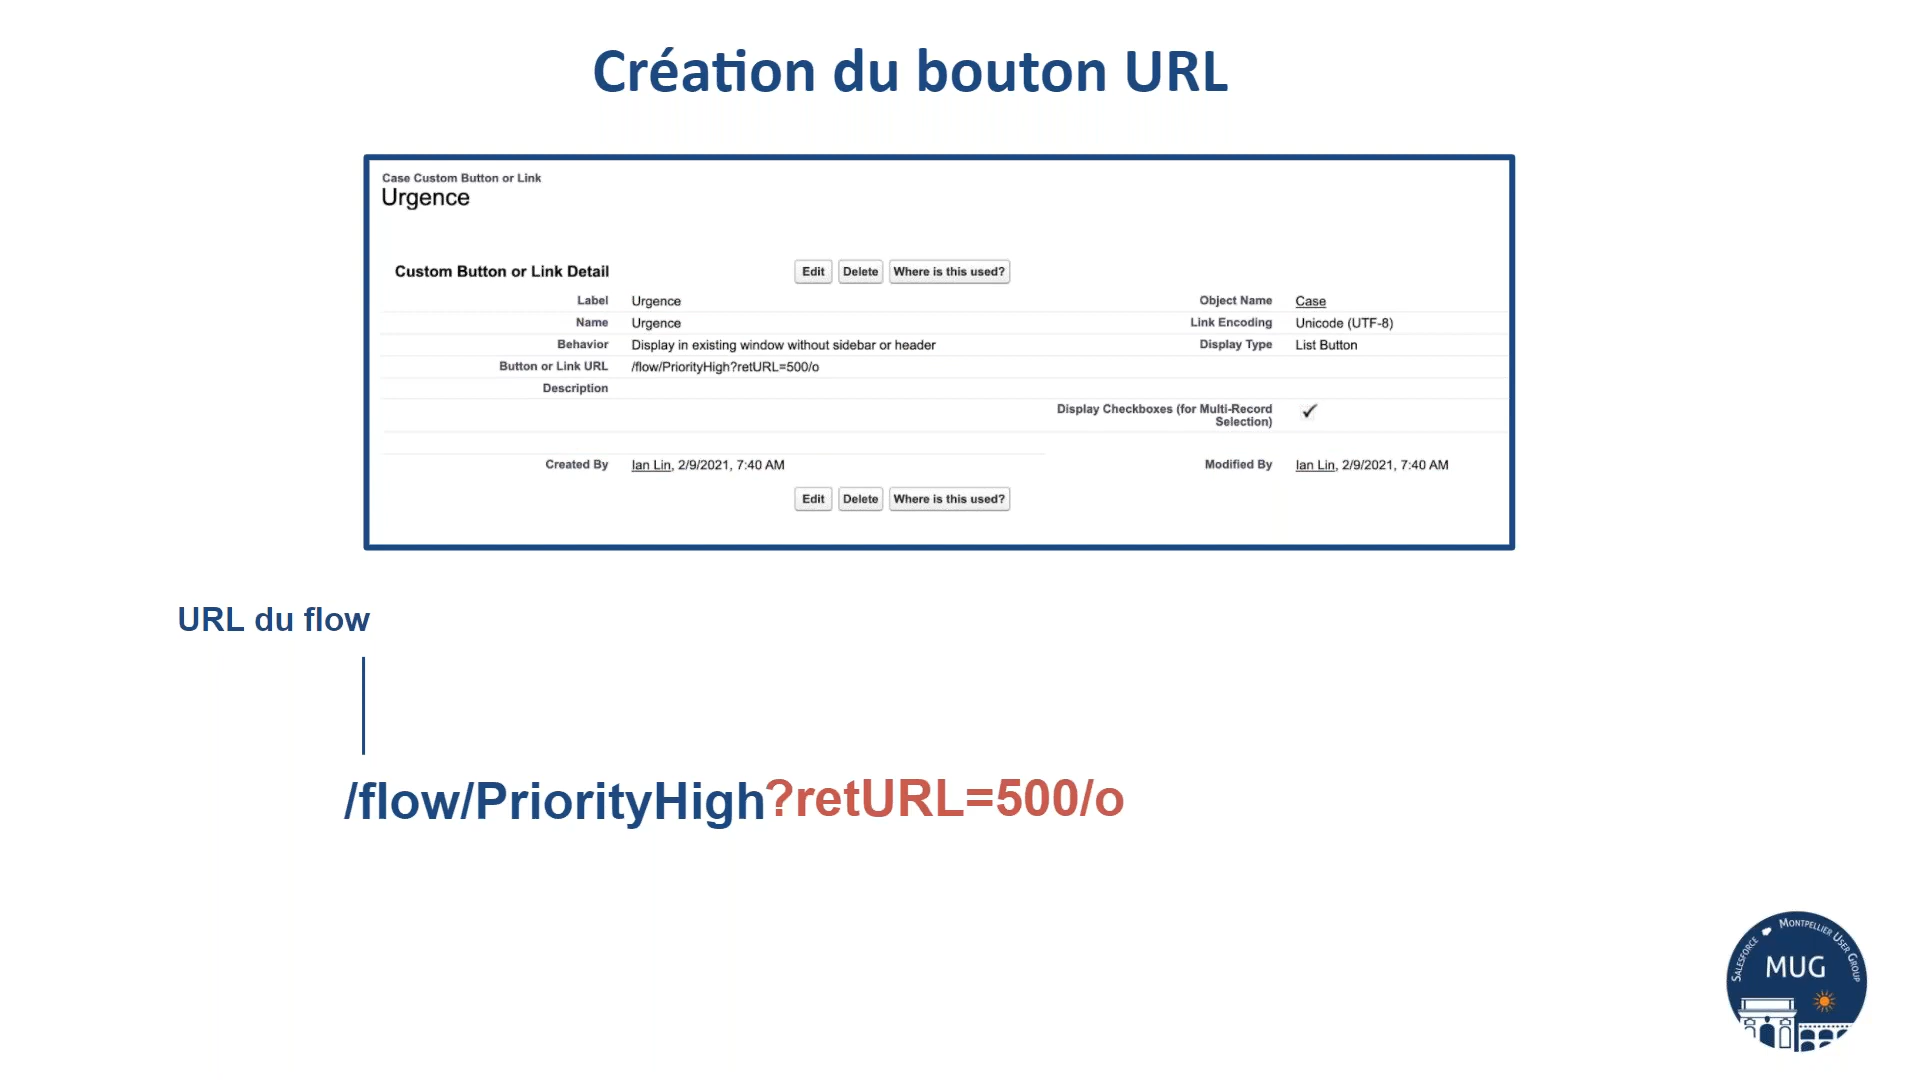 Création du bouton URL
Case Custom Button or Link
Urgence
Custom Button or Link Detail
Edit Delete Where is this used?
Label Urgence Object Name Case
Name Urgence Link Encoding Unicode (UTF-8)
Behavior Display in existing window without sidebar or header Display Type List Button
Button or Link URL /flow/PriorityHigh?retURL=500/o
Description
Display Checkboxes (for Multi-Record
Selection)
Created By Ian Lin, 2/9/2021, 7:40 AM Modified By Ian Lin, 2/9/2021, 7:40 AM
Edit Delete Where is this used?
URL du flow
/flow/PriorityHigh?retURL=500/o
Salesforce Montpellier User Group
MUG